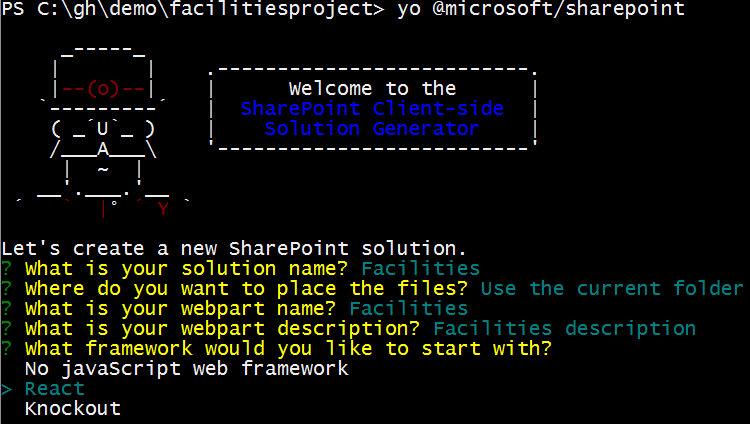 PS C:\gh\demo\facilitiesproject> yo @microsoft/sharepoint
Welcome to the
SharePoint Client-side
Solution Generator
Let's create a new SharePoint solution.
? What is your solution name? Facilities
? Where do you want to place the files? Use the current folder
? What is your webpart name? Facilities
? What is your webpart description? Facilities description
? What framework would you like to start with?
No javaScript web framework
> React
Knockout